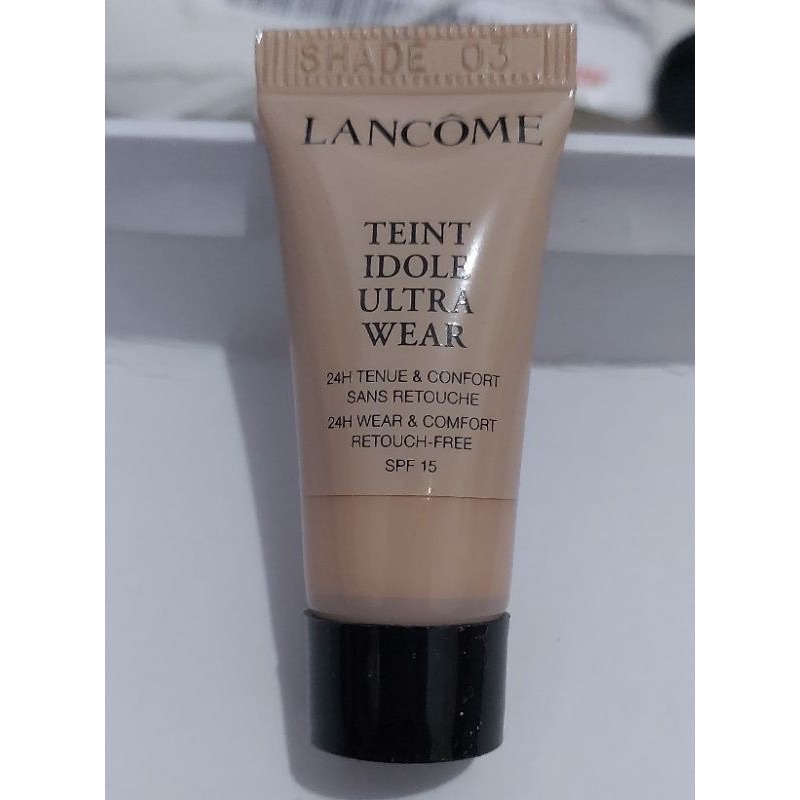 SHADE 03
LANCÔME
TEINT
IDOLE
ULTRA
WEAR
24H TENUE & CONFORT
SANS RETOUCHE
24H WEAR & COMFORT
RETOUCH-FREE
SPF 15